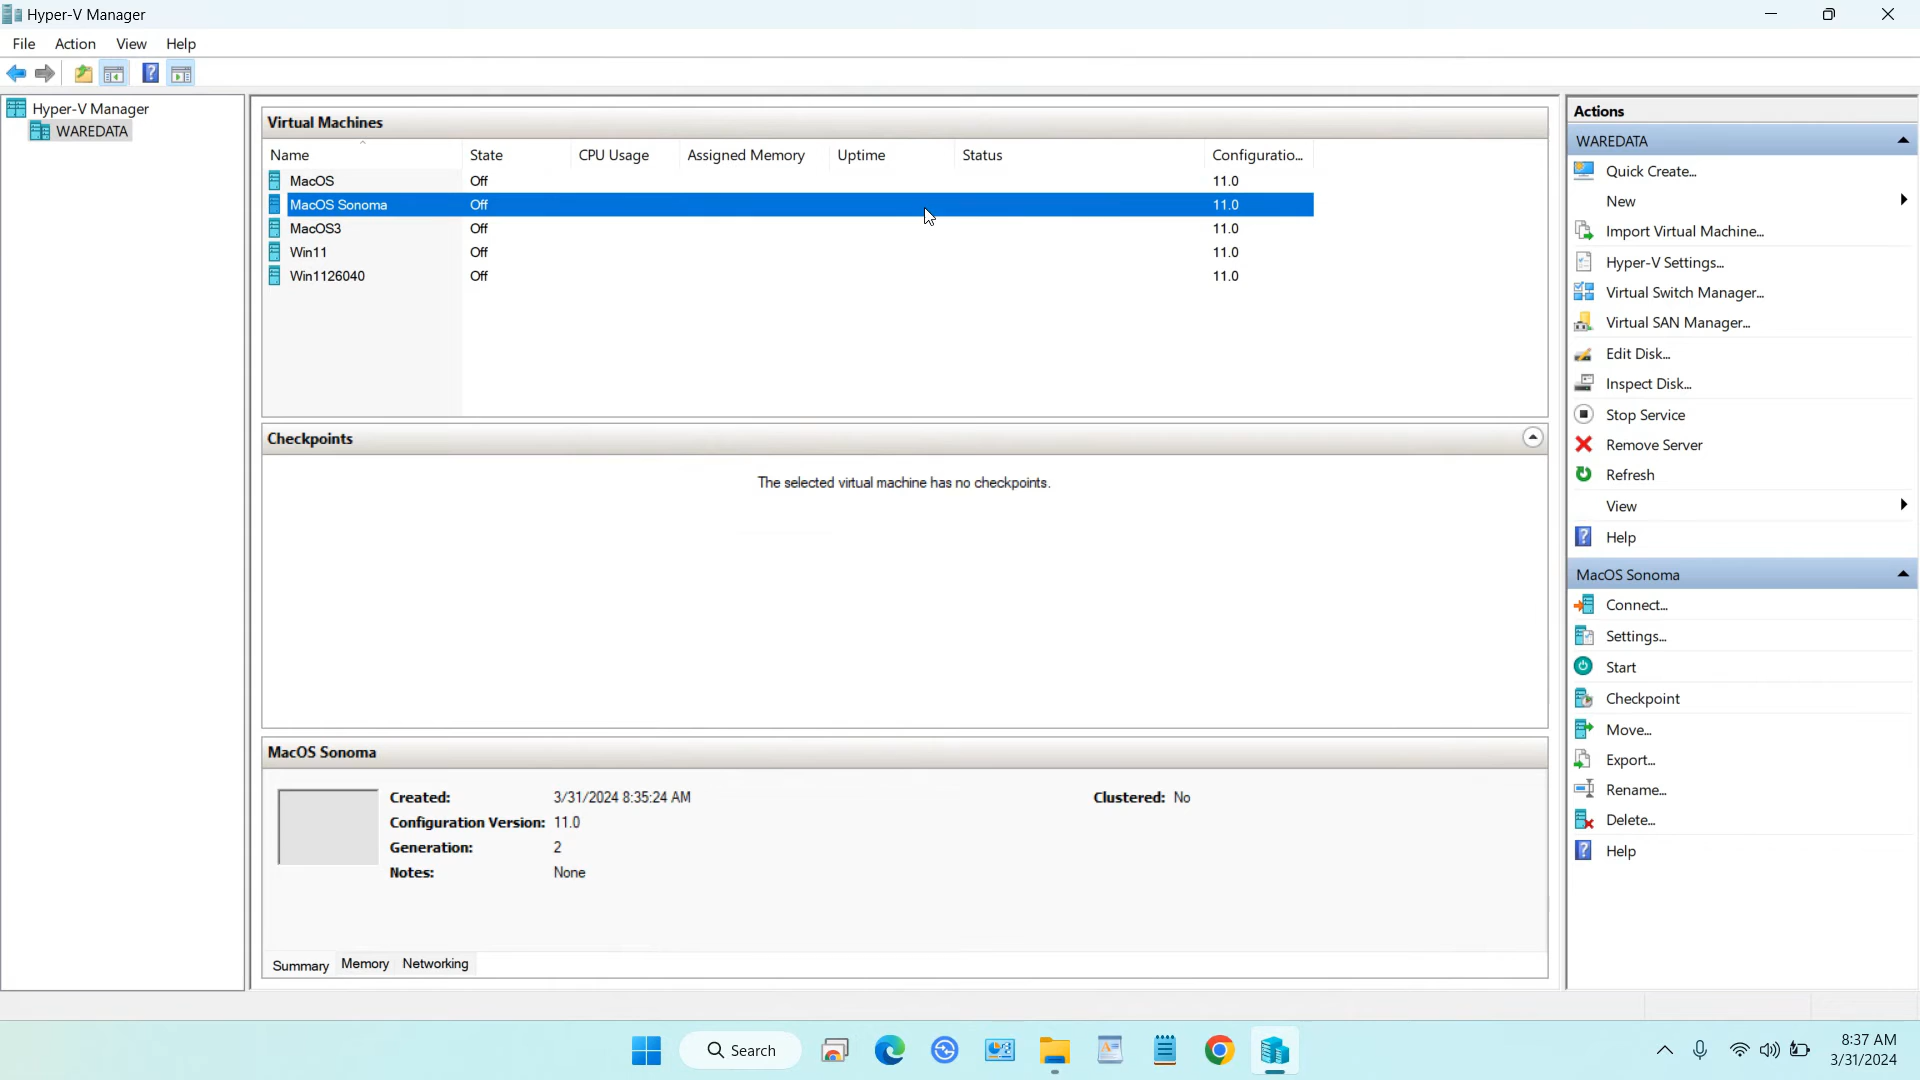 Hyper-V Manager
File Action View Help
Hyper-V Manager
WAREDATA
Virtual Machines
Name State CPU Usage Assigned Memory Uptime Status Configuratio...
MacOS Off 11.0
MacOS Sonoma Off 11.0
MacOS3 Off 11.0
Win11 Off 11.0
Win1126040 Off 11.0
Checkpoints
The selected virtual machine has no checkpoints.
MacOS Sonoma
Created: 3/31/2024 8:35:24 AM Clustered: No
Configuration Version: 11.0
Generation: 2
Notes: None
Summary Memory Networking
Actions
WAREDATA
Quick Create...
New
Import Virtual Machine...
Hyper-V Settings...
Virtual Switch Manager...
Virtual SAN Manager...
Edit Disk...
Inspect Disk...
Stop Service
Remove Server
Refresh
View
Help
MacOS Sonoma
Connect...
Settings...
Start
Checkpoint
Move...
Export...
Rename...
Delete...
Help
Search
8:37 AM
3/31/2024